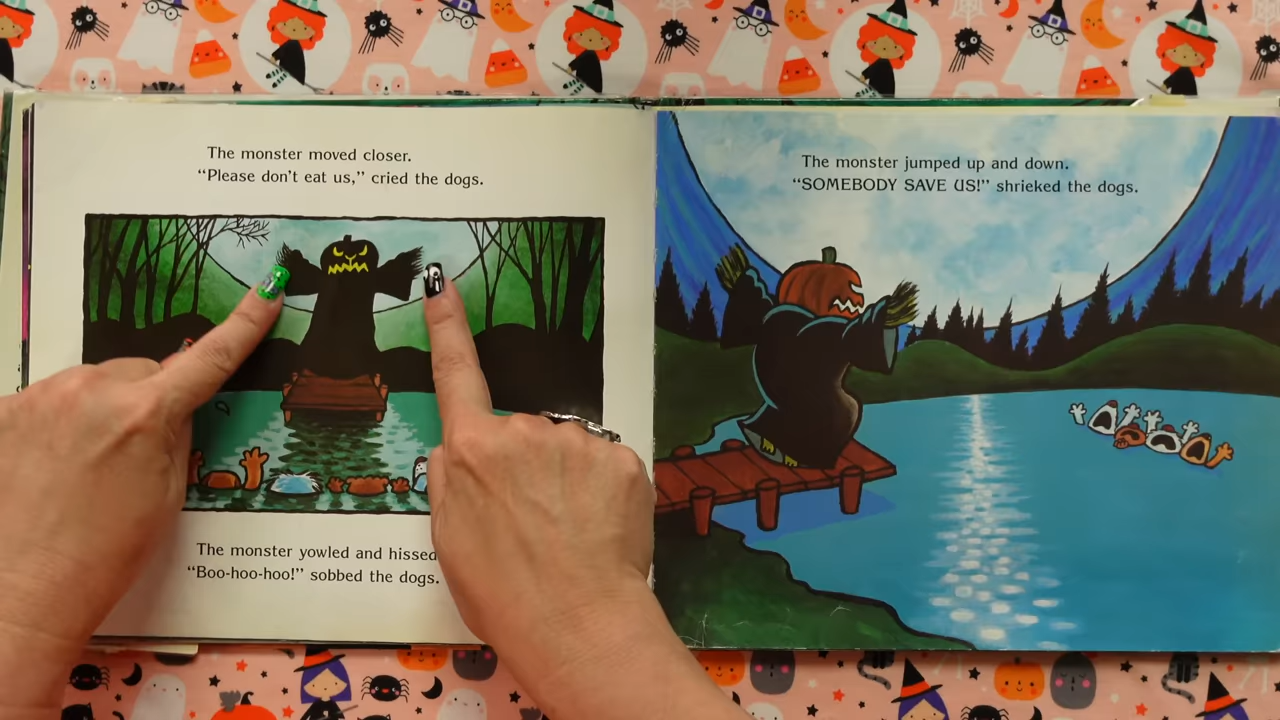 The monster moved closer.
“Please don’t eat us,” cried the dogs.
The monster yowled and hissed
“Boo-hoo-hoo!” sobbed the dogs.
The monster jumped up and down.
“SOMEBODY SAVE US!” shrieked the dogs.